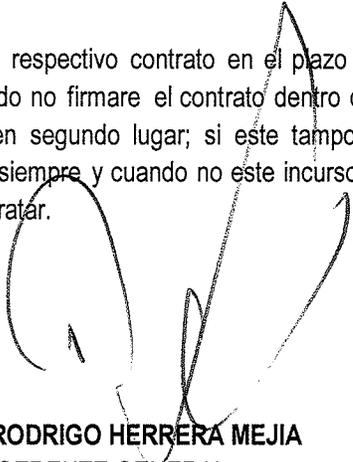 respectivo contrato en el plazo
do no firmare el contrato dentro
en segundo lugar; si este tampo
siempre y cuando no este incurso
ratar.
RODRIGO HERRERA MEJIA